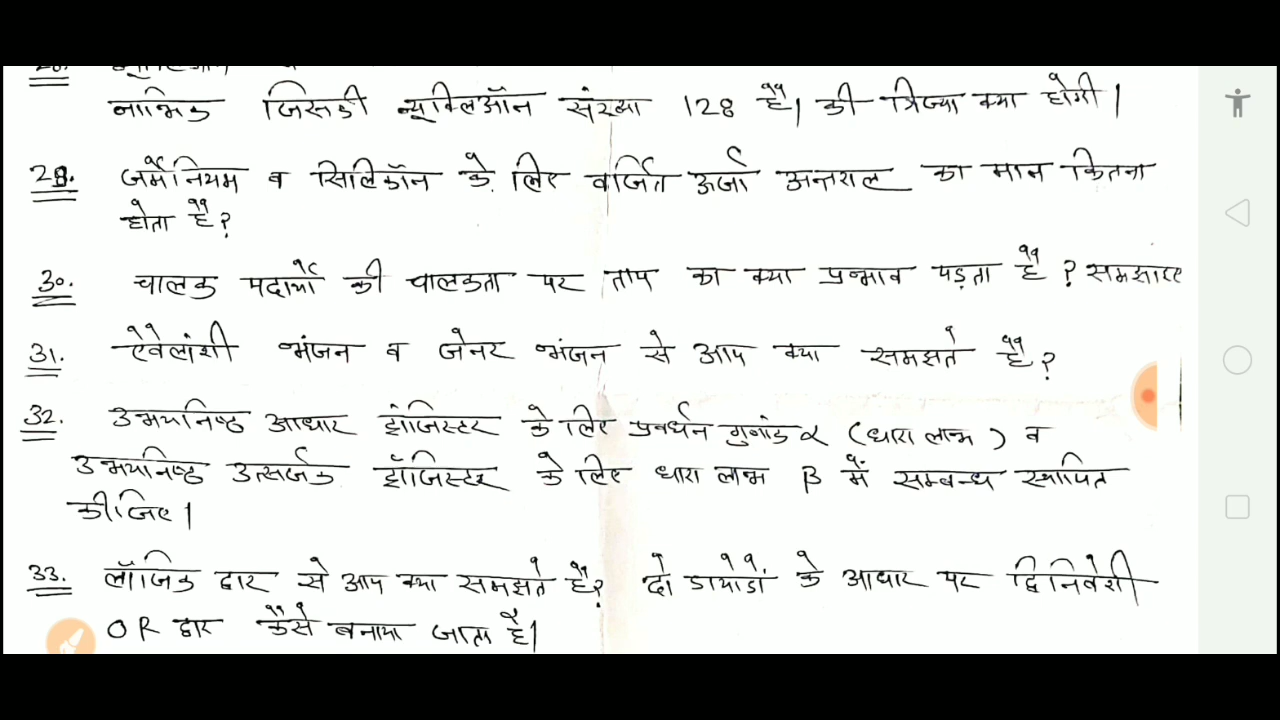 नाभिक जिसकी न्यूक्लिऑन संख्या 128 है। की त्रिज्या क्या होगी।
29. जर्मेनियम व सिलिकॉन के लिए वर्जित ऊर्जा अन्तराल का मान कितना
होता है?
30. चालक पदार्थों की चालकता पर ताप का क्या प्रभाव पड़ता है? समझाइए
31. ऐवेलांशी भंजन व जेनर भंजन से आप क्या समझते है?
32. उभयनिष्ठ आधार ट्रांजिस्टर के लिए प्रवर्धन गुणांक α (धारा लाभ) व
उभयनिष्ठ उत्सर्जक ट्रॉंजिस्टर के लिए धारा लाभ β में सम्बन्ध स्थापित
कीजिए।
33. लॉजिक द्वार से आप क्या समझते है? दो डायोडों के आधार पर द्विनिवेशी
OR द्वार कैसे बनाया जाता है।